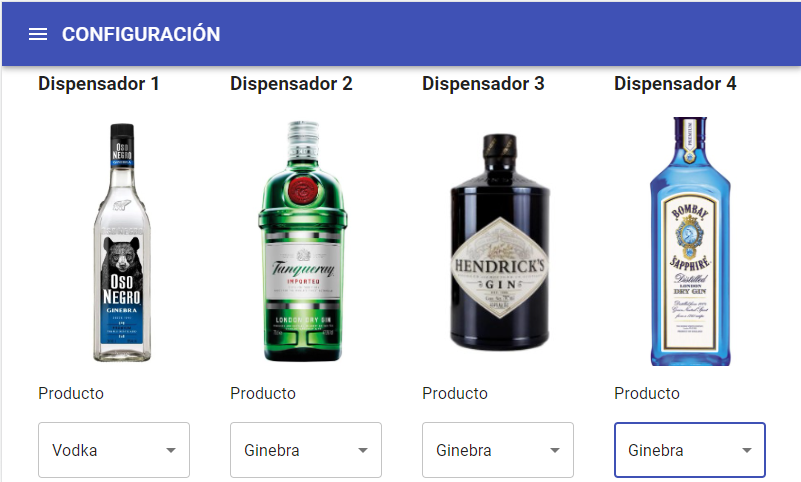 CONFIGURACIÓN
Dispensador 1
Dispensador 2
Dispensador 3
Dispensador 4
OSO
NEGRO
GINEBRA
OSO
NEGRO
GINEBRA
Tanqueray
IMPORTED
LONDON DRY GIN
HENDRICK'S
GIN
PREMIUM
BOMBAY
SAPPHIRE
Distilled
LONDON
DRY GIN
Producto
Producto
Producto
Producto
Vodka
Ginebra
Ginebra
Ginebra